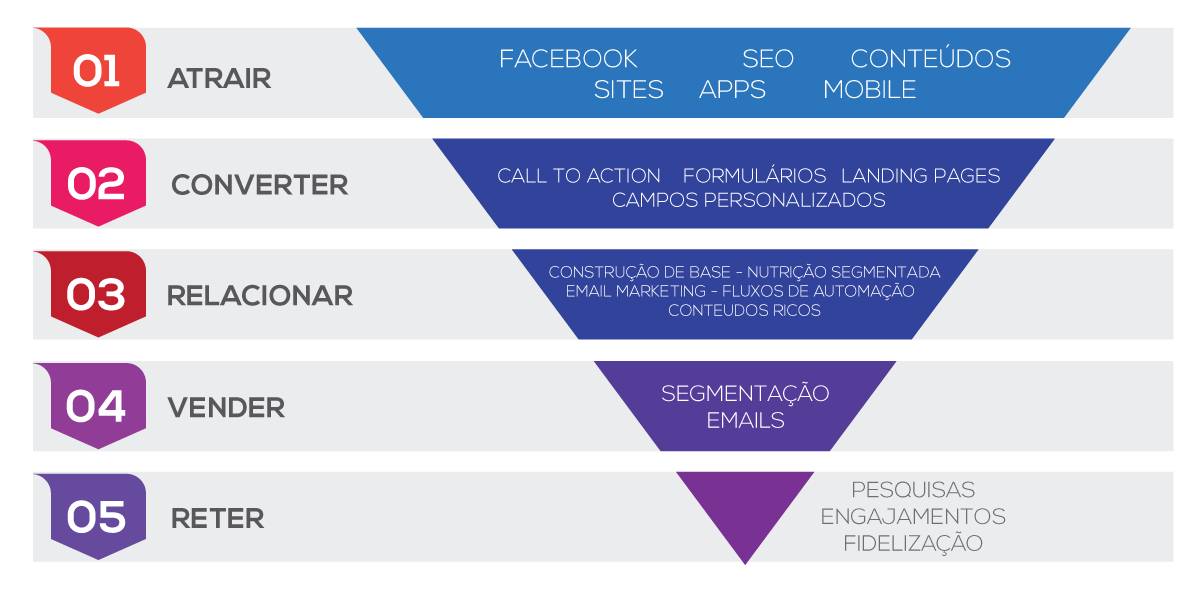 01
ATRAIR
FACEBOOK SEO CONTEÚDOS
SITES APPS MOBILE
02
CONVERTER
CALL TO ACTION FORMULÁRIOS LANDING PAGES
CAMPOS PERSONALIZADOS
03
RELACIONAR
CONSTRUÇÃO DE BASE - NUTRIÇÃO SEGMENTADA
EMAIL MARKETING - FLUXOS DE AUTOMAÇÃO
CONTEUDOS RICOS
04
VENDER
SEGMENTAÇÃO
EMAILS
05
RETER
PESQUISAS
ENGAJAMENTOS
FIDELIZAÇÃO